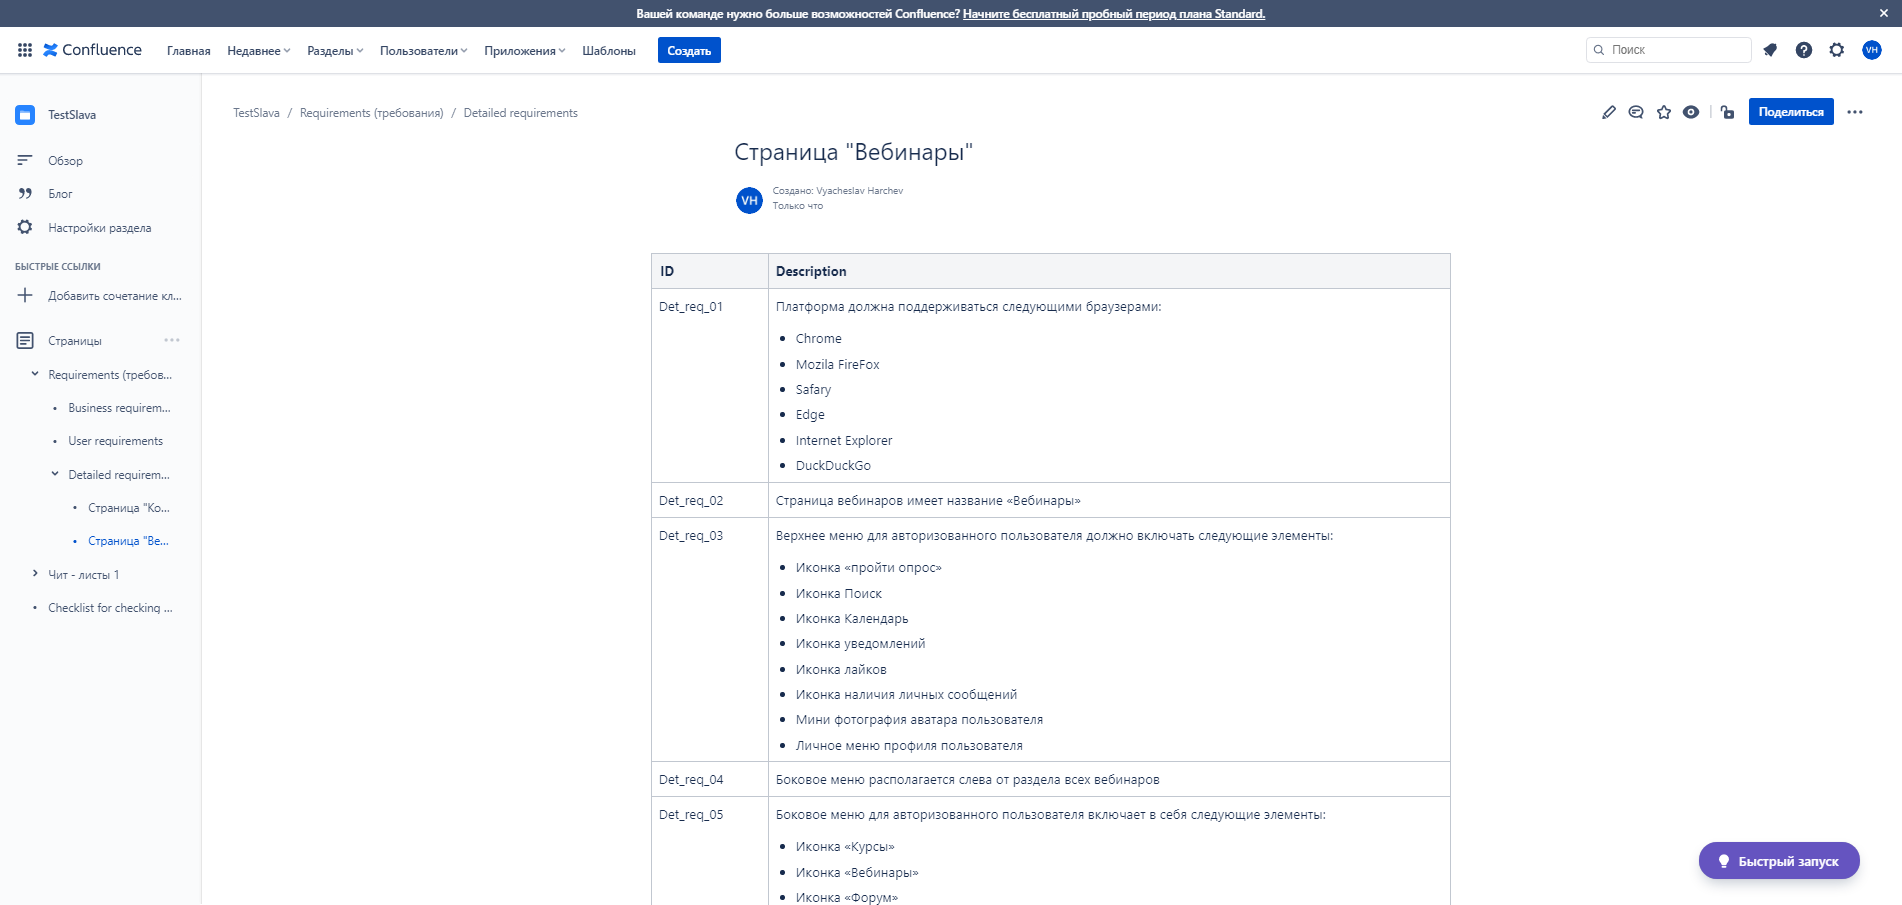 Вашей команде нужно больше возможностей Confluence? Начните бесплатный пробный период плана Standard.
Confluence Главная Недавнее Разделы Пользователи Приложения Шаблоны Создать Поиск VH
TestSlava
Обзор
Блог
Настройки раздела
БЫСТРЫЕ ССЫЛКИ
Добавить сочетание кл...
Страницы
Requirements (требов...
Business requirem...
User requirements
Detailed requirem...
Страница "Ко...
Страница "Ве...
Чит - листы 1
Checklist for checking ...
TestSlava / Requirements (требования) / Detailed requirements
Поделиться
Страница "Вебинары"
VH
Создано: Vyacheslav Harchev
Только что
ID Description
Det_req_01 Платформа должна поддерживаться следующими браузерами:
• Chrome
• Mozila FireFox
• Safary
• Edge
• Internet Explorer
• DuckDuckGo
Det_req_02 Страница вебинаров имеет название «Вебинары»
Det_req_03 Верхнее меню для авторизованного пользователя должно включать следующие элементы:
• Иконка «пройти опрос»
• Иконка Поиск
• Иконка Календарь
• Иконка уведомлений
• Иконка лайков
• Иконка наличия личных сообщений
• Мини фотография аватара пользователя
• Личное меню профиля пользователя
Det_req_04 Боковое меню располагается слева от раздела всех вебинаров
Det_req_05 Боковое меню для авторизованного пользователя включает в себя следующие элементы:
• Иконка «Курсы»
• Иконка «Вебинары»
• Иконка «Форум»
Быстрый запуск